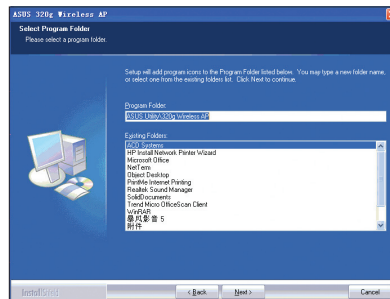 ASUS 320g Wireless AP
Select Program Folder
Please select a program folder.
Setup will add program icons to the Program Folder listed below. You may type a new folder name,
or select one from the existing folders list. Click Next to continue.
Program Folder:
ASUS Utility\320g Wireless AP
Existing Folders:
ACD Systems
HP Install Network Printer Wizard
Microsoft Office
NetTerm
Object Desktop
PrintMe Internet Printing
Realtek Sound Manager
SolidDocuments
Trend Micro OfficeScan Client
WinRAR
暴风影音 5
附件
InstallShield
< Back
Next >
Cancel